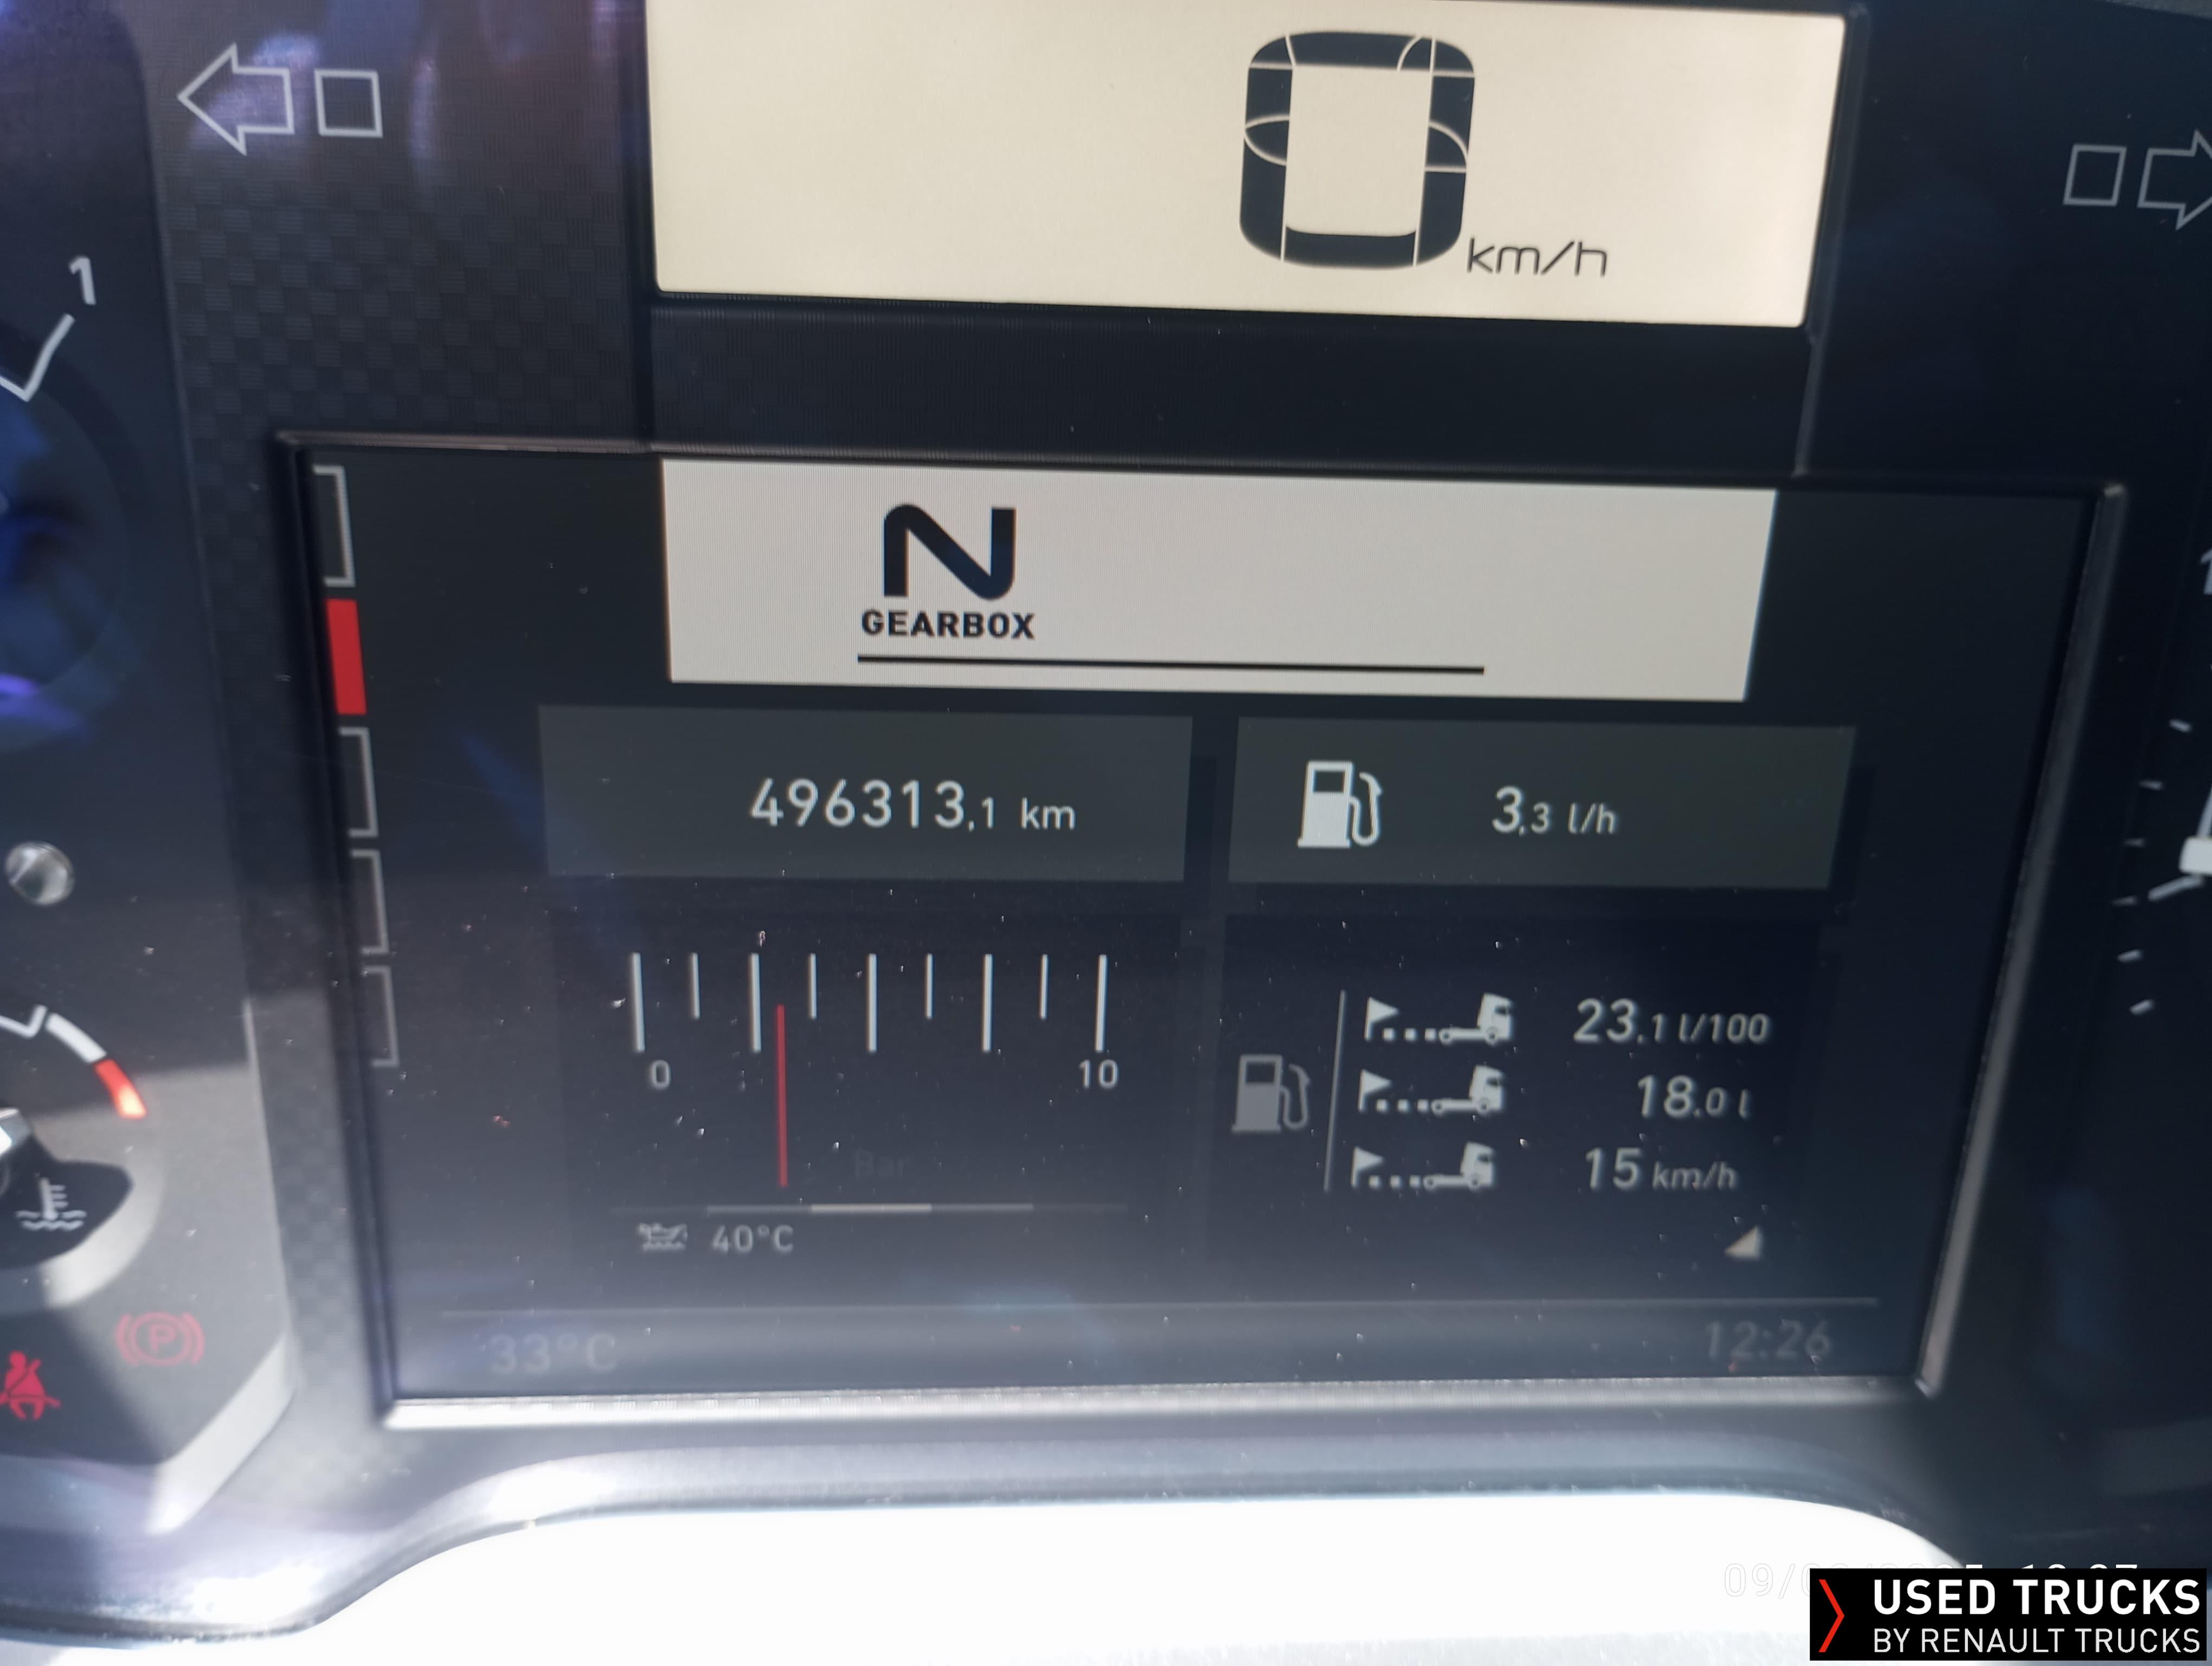 0 km/h
1
N
GEARBOX
496313,1 km
3,3 l/h
0
10
Bar
40°C
23.1 l/100
18.0 l
15 km/h
33°C
12:26
P
USED TRUCKS
BY RENAULT TRUCKS